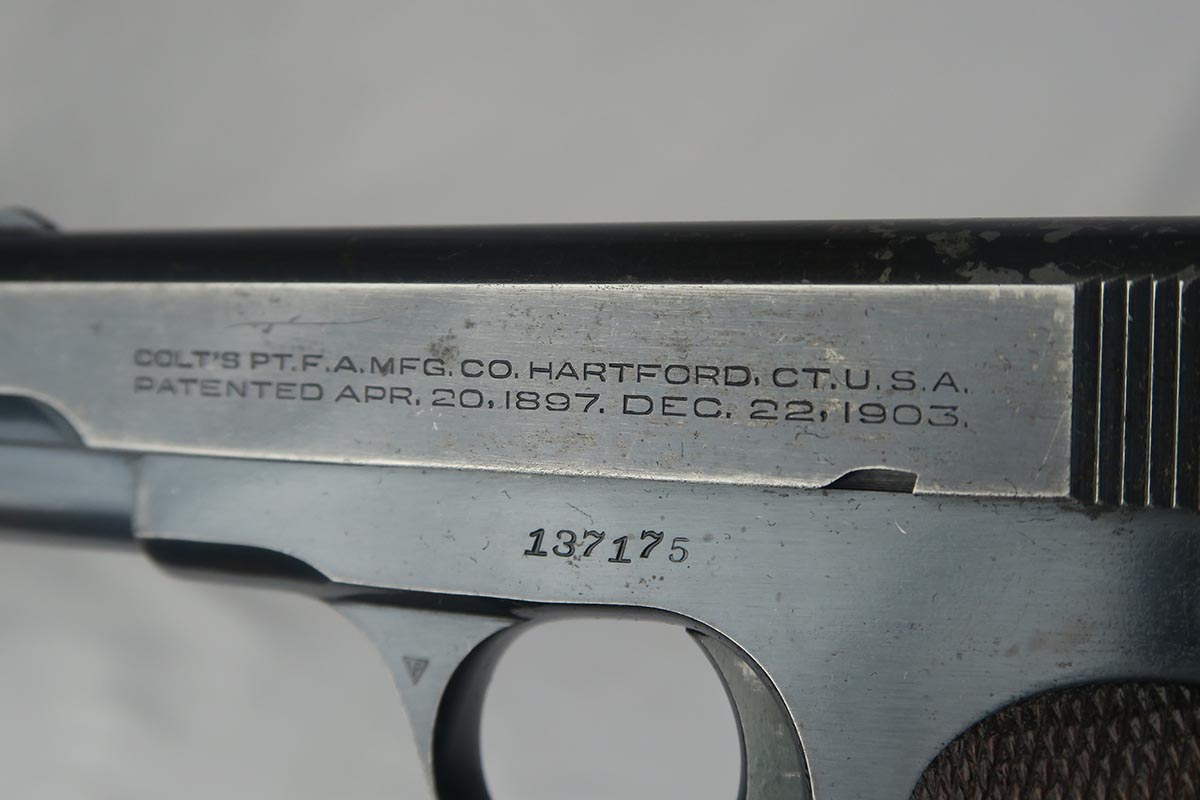 COLT'S PT. F. A. MFG. CO. HARTFORD, CT. U. S. A.
PATENTED APR. 20, 1897. DEC. 22, 1903.
137175